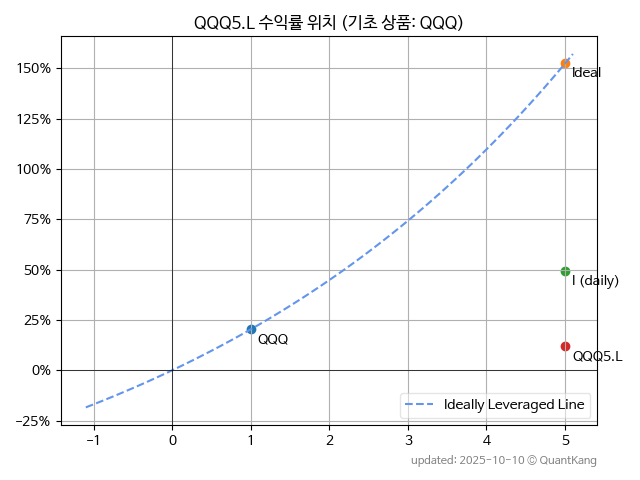 QQQ5.L 수익률 위치 (기초 상품: QQQ)
150%
125%
100%
75%
50%
25%
0%
−25%
Ideal
I (daily)
QQQ
QQQ5.L
Ideally Leveraged Line
−1 0 1 2 3 4 5
updated: 2025-10-10 © QuantKang